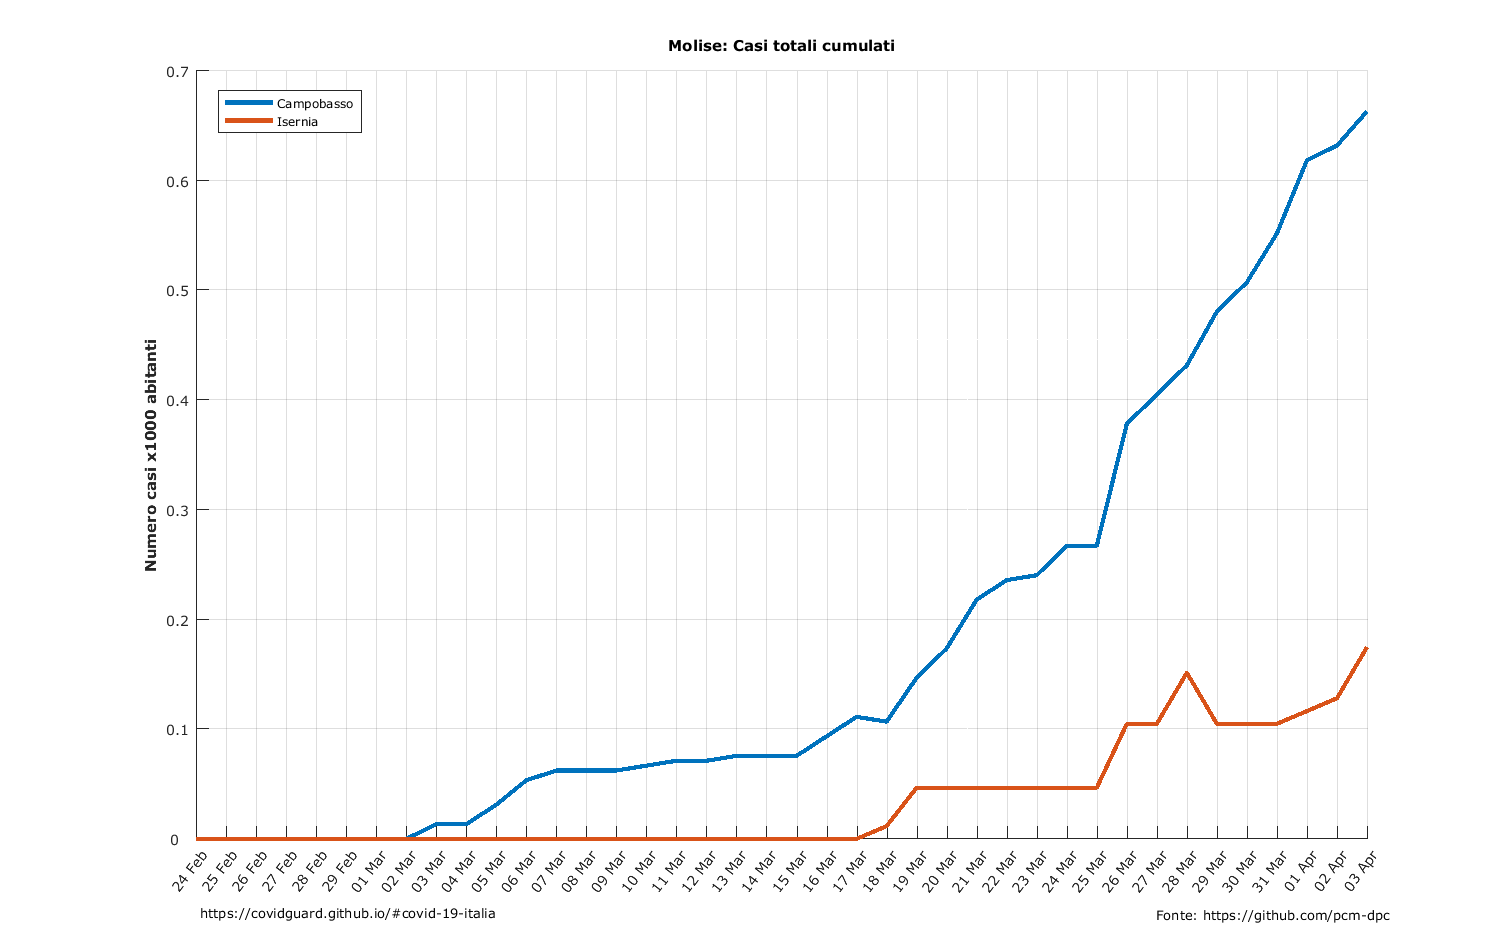 Molise: Casi totali cumulati
Campobasso
Isernia
Numero casi x1000 abitanti
0.7
0.6
0.5
0.4
0.3
0.2
0.1
0
24 Feb
25 Feb
26 Feb
27 Feb
28 Feb
29 Feb
01 Mar
02 Mar
03 Mar
04 Mar
05 Mar
06 Mar
07 Mar
08 Mar
09 Mar
10 Mar
11 Mar
12 Mar
13 Mar
14 Mar
15 Mar
16 Mar
17 Mar
18 Mar
19 Mar
20 Mar
21 Mar
22 Mar
23 Mar
24 Mar
25 Mar
26 Mar
27 Mar
28 Mar
29 Mar
30 Mar
31 Mar
01 Apr
02 Apr
03 Apr
https://covidguard.github.io/#covid-19-italia
Fonte: https://github.com/pcm-dpc